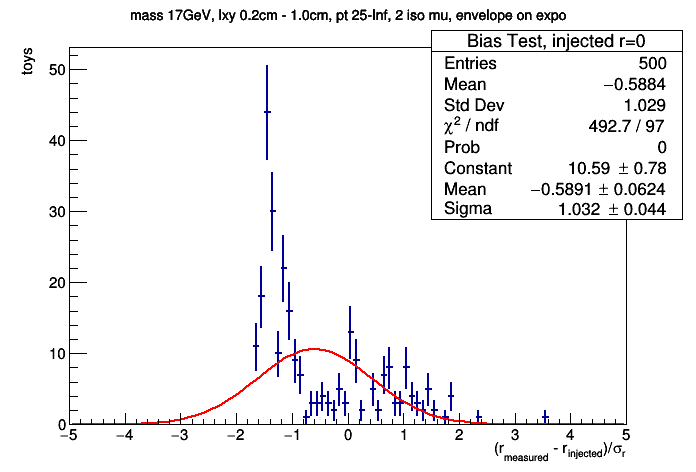 mass 17GeV, lxy 0.2cm - 1.0cm, pt 25-Inf, 2 iso mu, envelope on expo
toys
Bias Test, injected r=0
Entries 500
Mean −0.5884
Std Dev 1.029
χ² / ndf 492.7 / 97
Prob 0
Constant 10.59 ± 0.78
Mean −0.5891 ± 0.0624
Sigma 1.032 ± 0.044
50
40
30
20
10
0
−5 −4 −3 −2 −1 0 1 2 3 4 5
(r_measured - r_injected)/σ_r